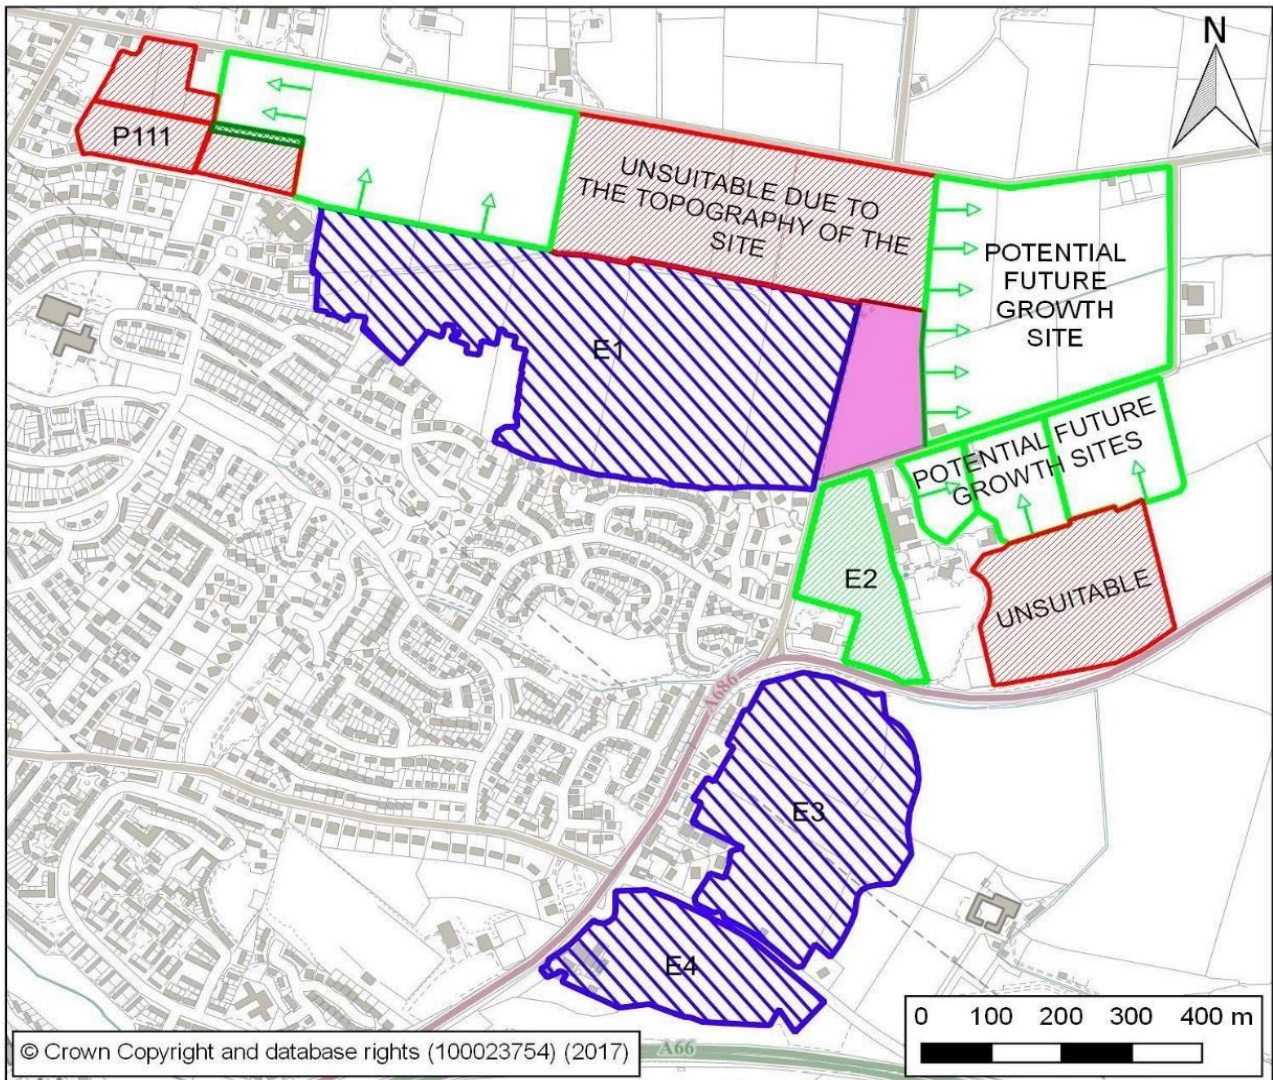 N
P111
UNSUITABLE DUE TO
THE TOPOGRAPHY OF THE
SITE
POTENTIAL
FUTURE
GROWTH
SITE
E1
POTENTIAL FUTURE
GROWTH SITES
E2
UNSUITABLE
A686
E3
E4
0 100 200 300 400 m
© Crown Copyright and database rights (100023754) (2017)
A66